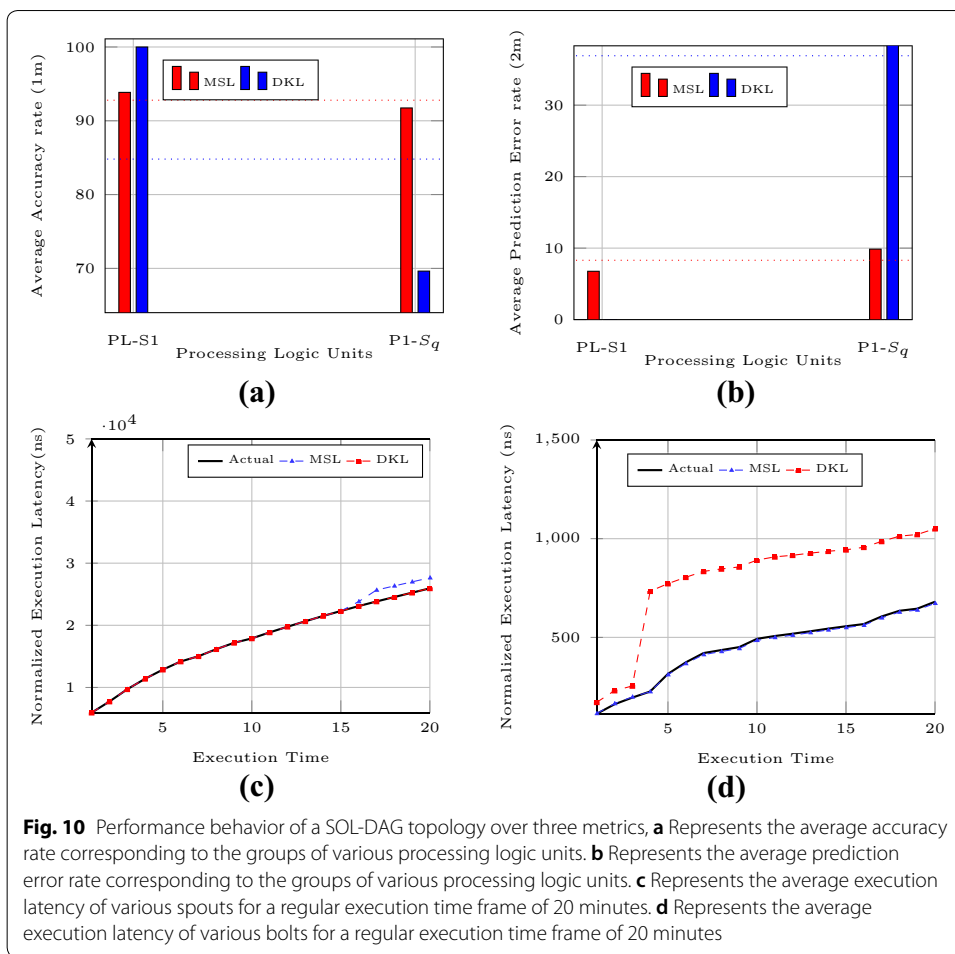 100
90
80
70
Average Accuracy rate (1m)
MSL DKL
PL-S1 P1-Sq
Processing Logic Units
(a)
30
20
10
0
Average Prediction Error rate (2m)
MSL DKL
PL-S1 P1-Sq
Processing Logic Units
(b)
·10⁴
5
4
3
2
1
Normalized Execution Latency(ns)
Actual MSL DKL
5 10 15 20
Execution Time
(c)
1,500
1,000
500
Normalized Execution Latency (ns)
Actual MSL DKL
5 10 15 20
Execution Time
(d)
Fig. 10 Performance behavior of a SOL-DAG topology over three metrics, a Represents the average accuracy
rate corresponding to the groups of various processing logic units. b Represents the average prediction
error rate corresponding to the groups of various processing logic units. c Represents the average execution
latency of various spouts for a regular execution time frame of 20 minutes. d Represents the average
execution latency of various bolts for a regular execution time frame of 20 minutes